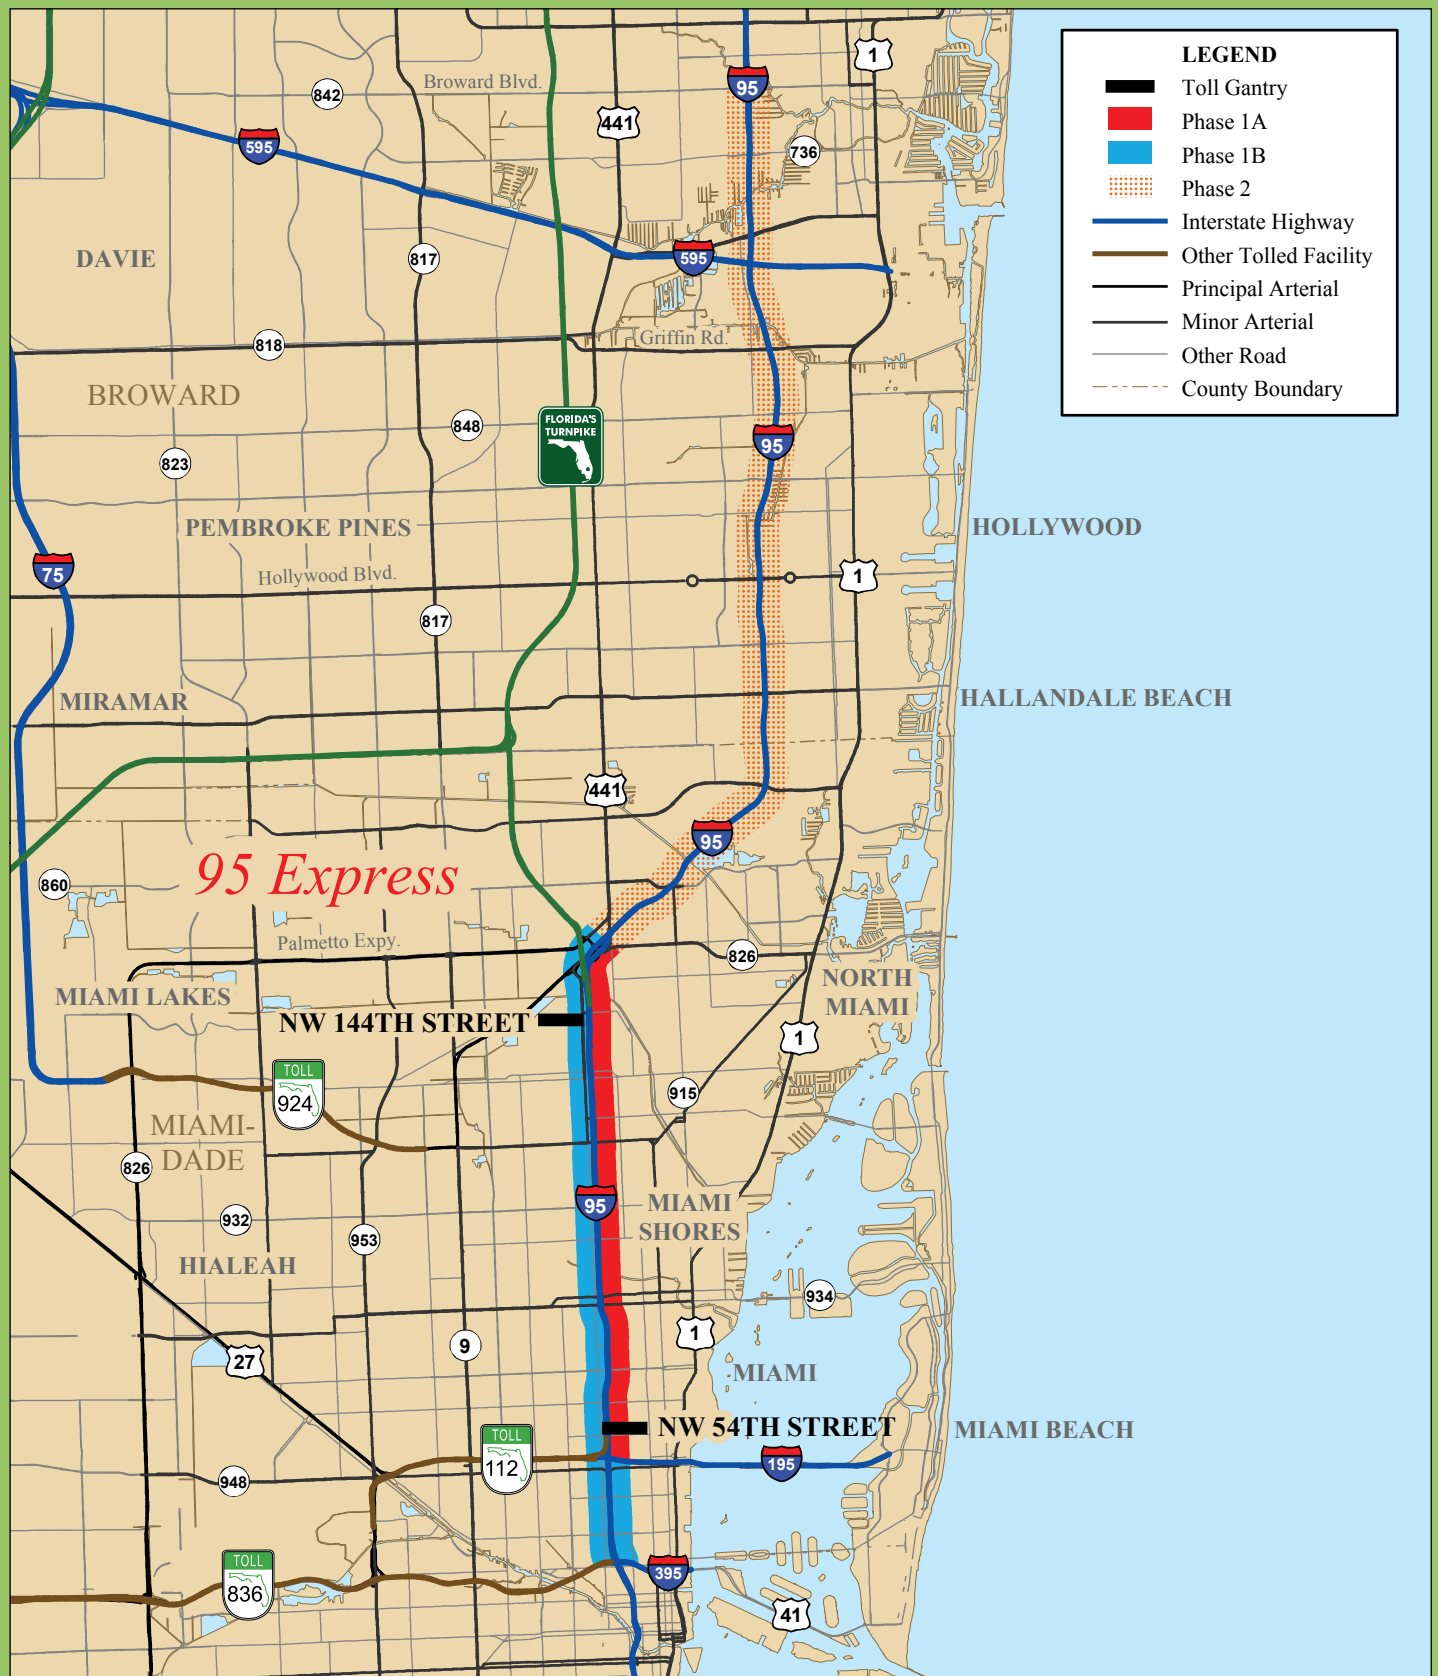 LEGEND
Toll Gantry
Phase 1A
Phase 1B
Phase 2
Interstate Highway
Other Tolled Facility
Principal Arterial
Minor Arterial
Other Road
County Boundary
1
95
Broward Blvd.
842
441
595
736
DAVIE
817
595
818
Griffin Rd.
BROWARD
FLORIDA'S
TURNPIKE
848
95
823
PEMBROKE PINES
HOLLYWOOD
75
Hollywood Blvd.
1
817
MIRAMAR
HALLANDALE BEACH
441
95
95 Express
860
Palmetto Expy.
826
NORTH
MIAMI
MIAMI LAKES
NW 144TH STREET
1
TOLL
924
915
MIAMI-
DADE
826
95
MIAMI
SHORES
932
953
HIALEAH
934
1
9
27
MIAMI
NW 54TH STREET
MIAMI BEACH
TOLL
112
195
948
TOLL
836
395
41